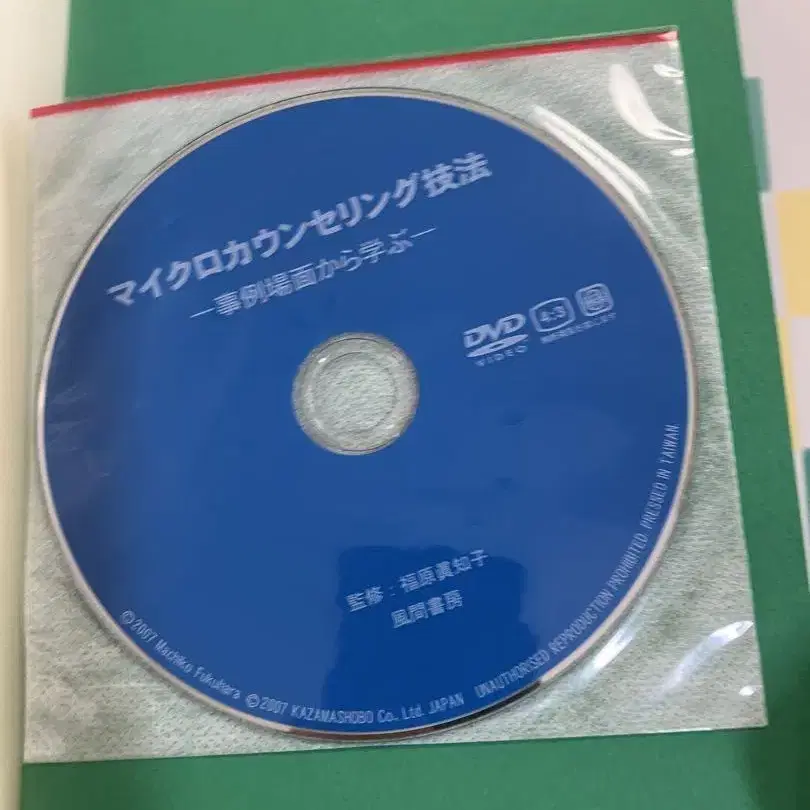 マイクロカウンセリング技法
―事例場面から学ぶ―
DVD
VIDEO
4:3
監修:福原眞知子
風間書房
©2007 Machiko Fukuhara ©2007 KAZAMASHOBO Co., Ltd. JAPAN UNAUTHORISED REPRODUCTION PROHIBITED. PRESSED IN TAIWAN.